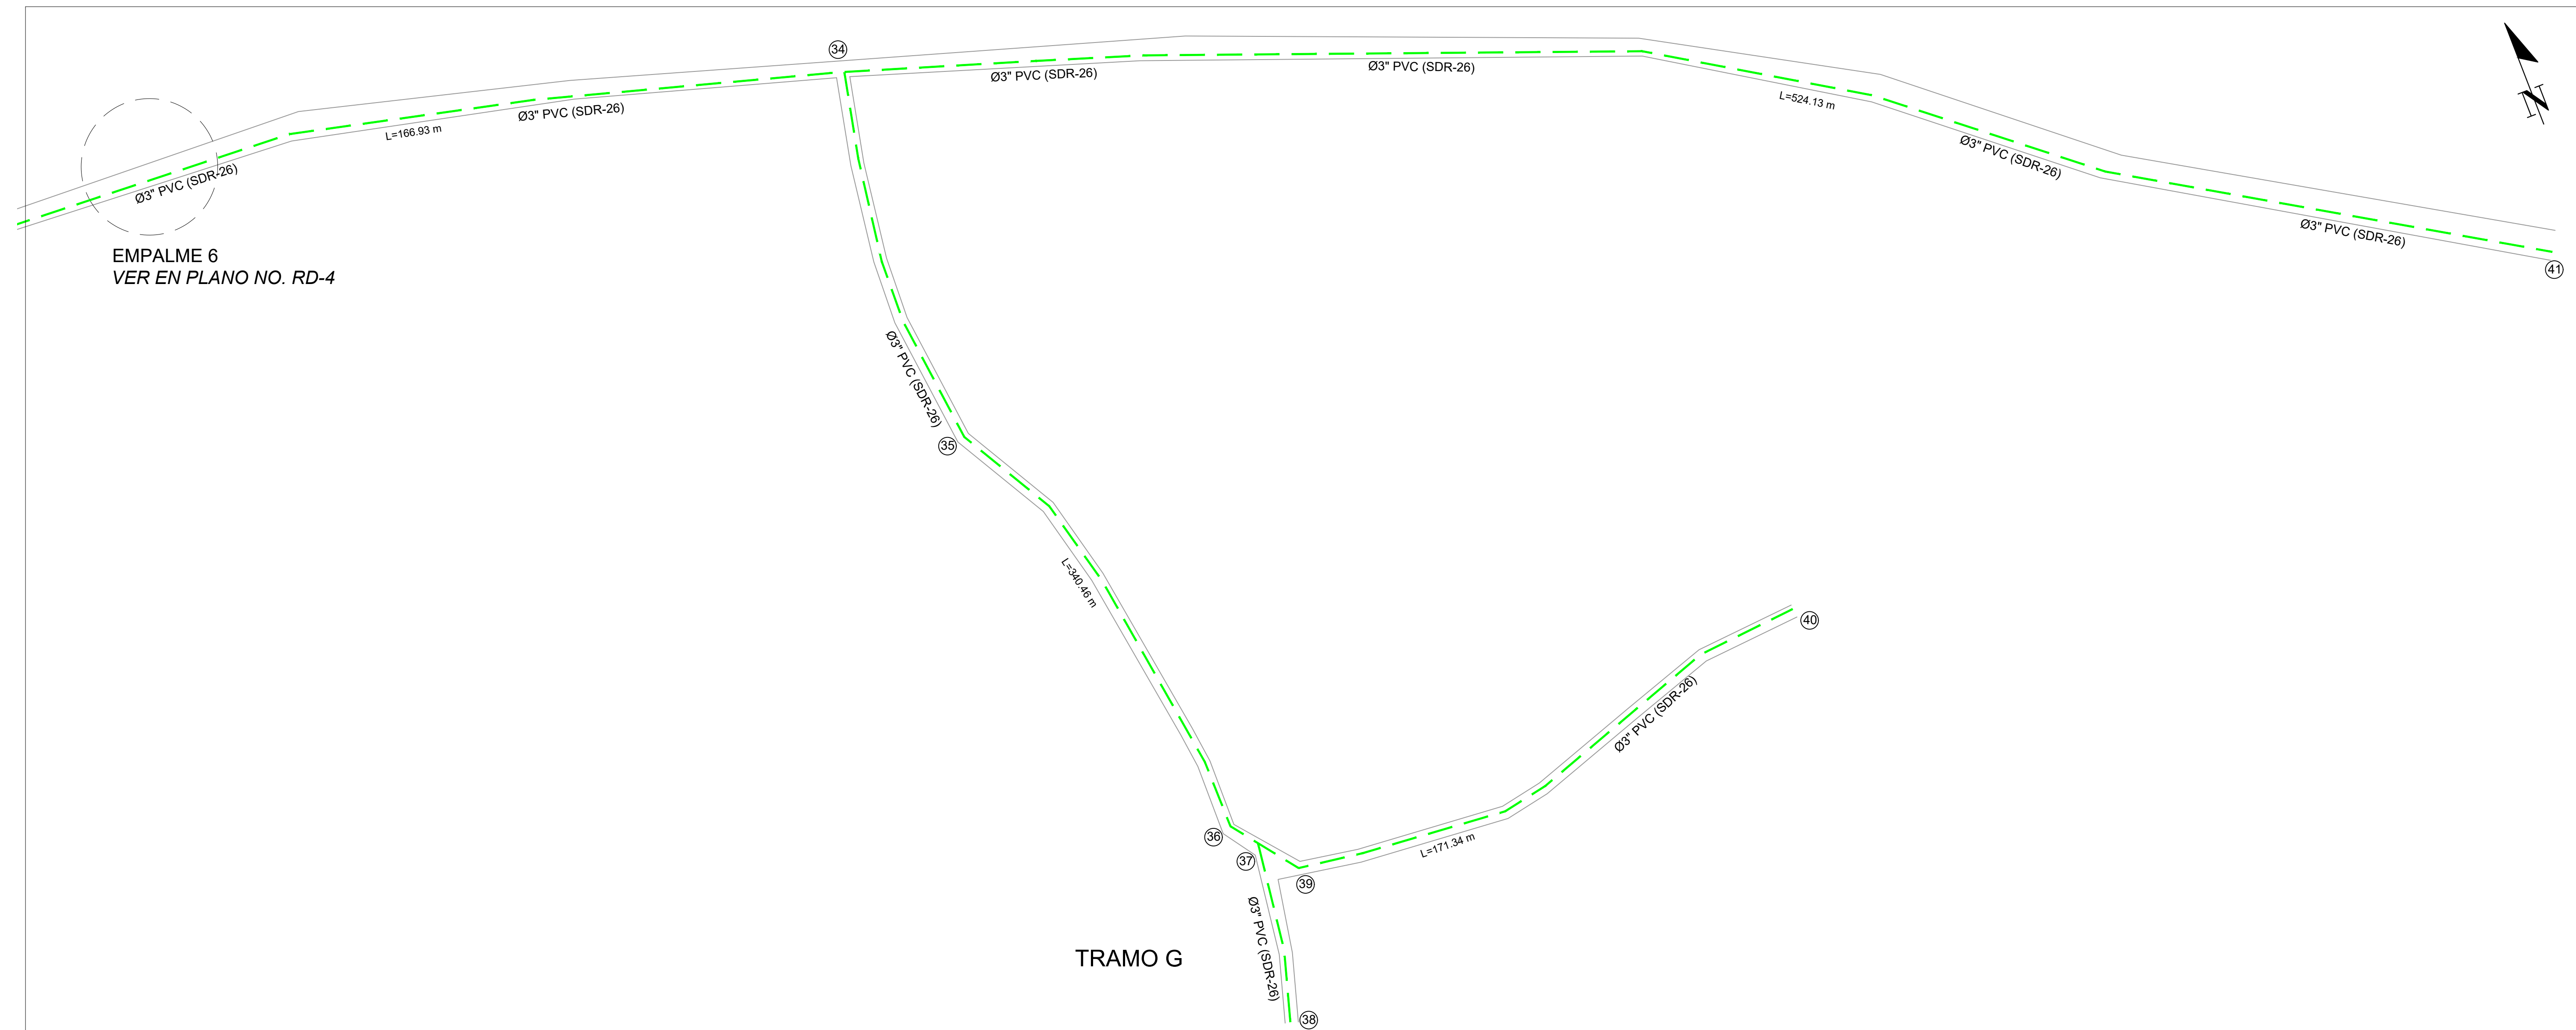 34
Ø3" PVC (SDR-26)
Ø3" PVC (SDR-26)
L=524.13 m
N
L=166.93 m
Ø3" PVC (SDR-26)
Ø3" PVC (SDR-26)
Ø3" PVC (SDR-26)
Ø3" PVC (SDR-26)
41
EMPALME 6
VER EN PLANO NO. RD-4
Ø3" PVC (SDR-26)
35
L=340.46 m
40
Ø3" PVC (SDR-26)
36
37
L=171.34 m
39
Ø3" PVC (SDR-26)
TRAMO G
38